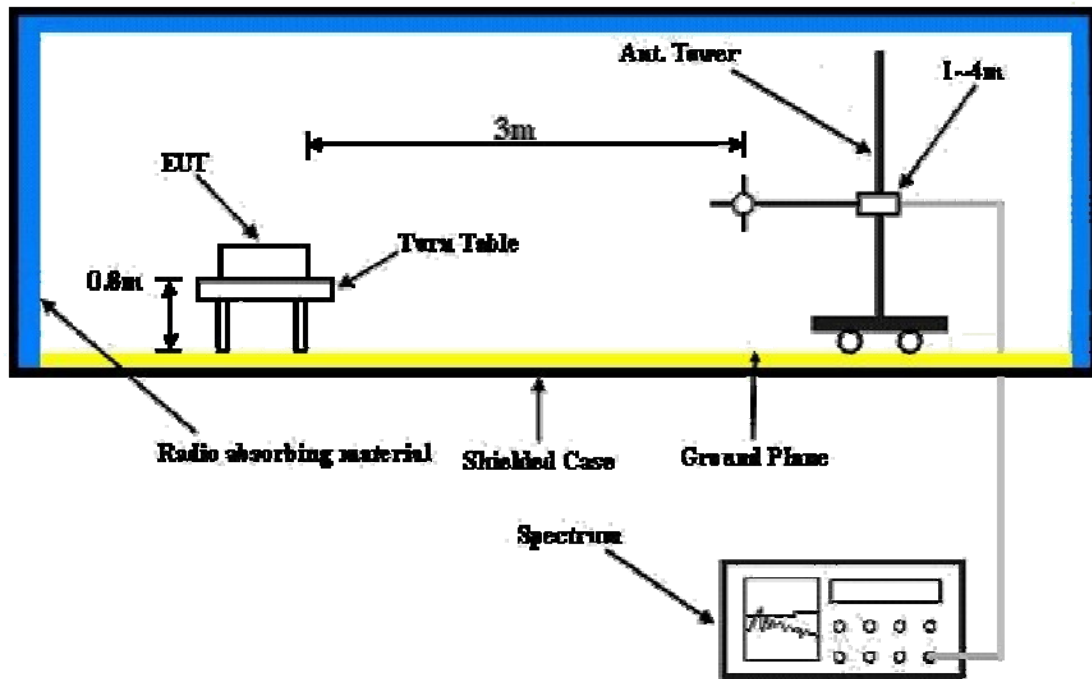 Ant. Tower
1~4m
3m
EUT
Turn Table
0.8m
Radio absorbing material
Shielded Case
Ground Plane
Spectrum